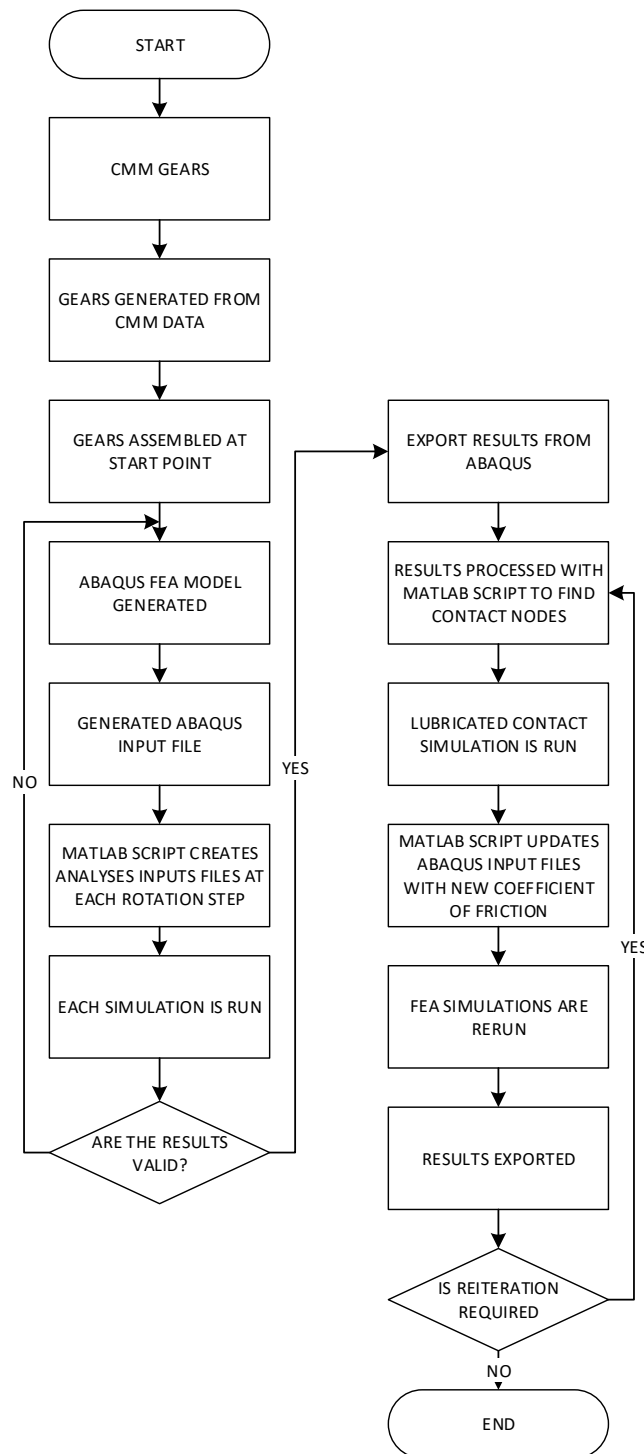 START
CMM GEARS
GEARS GENERATED FROM
CMM DATA
GEARS ASSEMBLED AT
START POINT
ABAQUS FEA MODEL
GENERATED
GENERATED ABAQUS
INPUT FILE
MATLAB SCRIPT CREATES
ANALYSES INPUTS FILES AT
EACH ROTATION STEP
EACH SIMULATION IS RUN
ARE THE RESULTS
VALID?
NO
YES
EXPORT RESULTS FROM
ABAQUS
RESULTS PROCESSED WITH
MATLAB SCRIPT TO FIND
CONTACT NODES
LUBRICATED CONTACT
SIMULATION IS RUN
MATLAB SCRIPT UPDATES
ABAQUS INPUT FILES
WITH NEW COEFFICIENT
OF FRICTION
FEA SIMULATIONS ARE
RERUN
RESULTS EXPORTED
IS REITERATION
REQUIRED
YES
NO
END